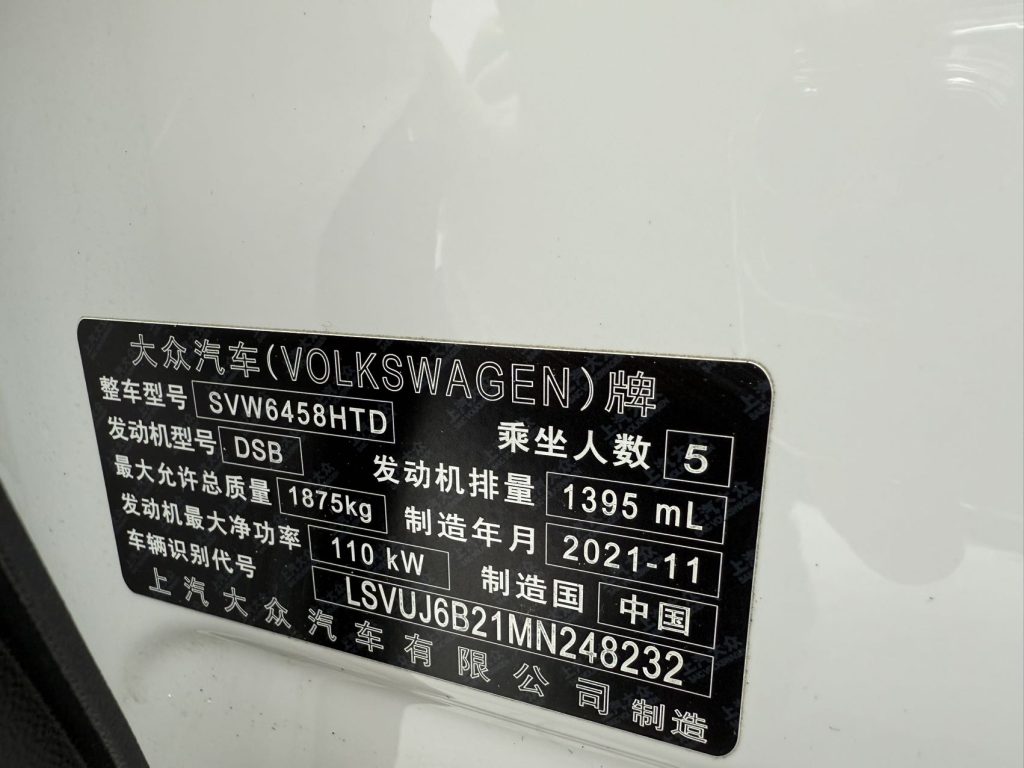 大众汽车(VOLKSWAGEN)牌
整车型号 SVW6458HTD 乘坐人数 5
发动机型号 DSB 发动机排量 1395 mL
最大允许总质量 1875kg 制造年月 2021-11
发动机最大净功率 110 kW 制造国 中国
车辆识别代号 LSVUJ6B21MN248232
上汽大众汽车有限公司制造